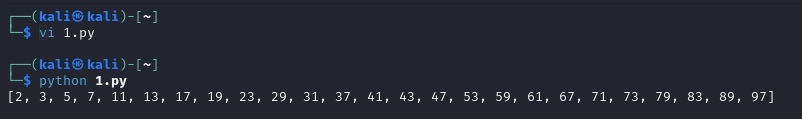 ┌──(kali㉿kali)-[~]
└─$ vi 1.py
┌──(kali㉿kali)-[~]
└─$ python 1.py
[2, 3, 5, 7, 11, 13, 17, 19, 23, 29, 31, 37, 41, 43, 47, 53, 59, 61, 67, 71, 73, 79, 83, 89, 97]